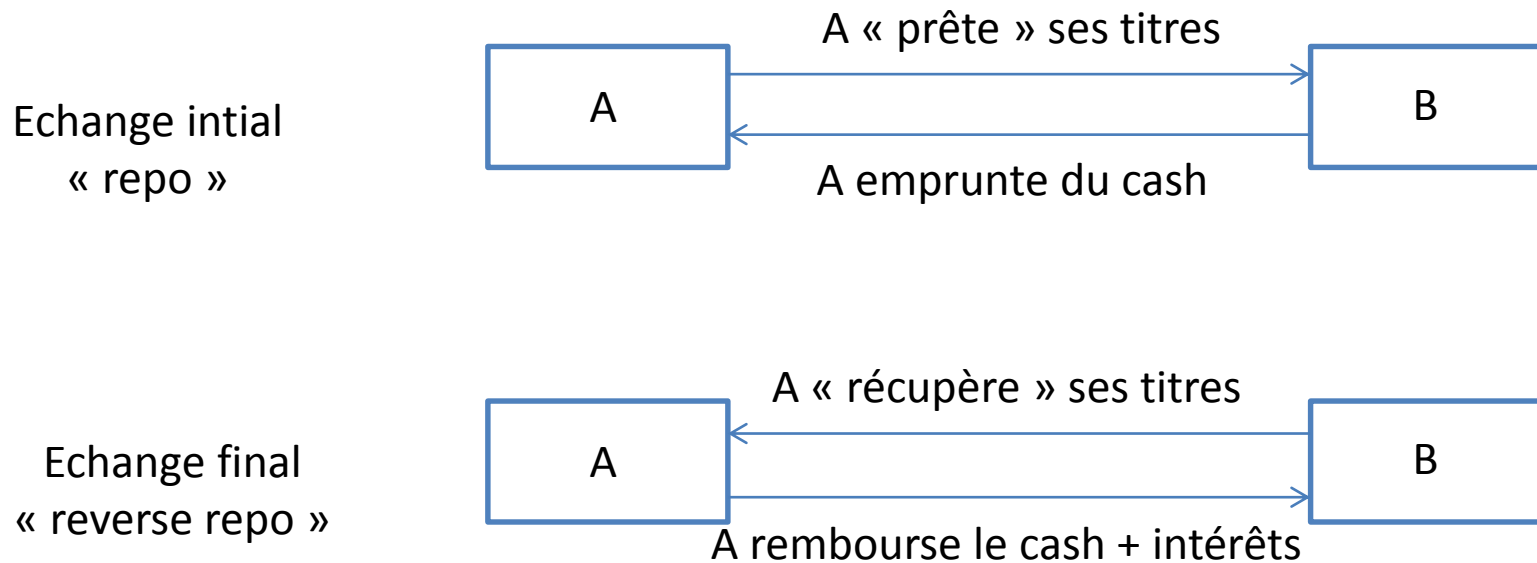 A « prête » ses titres
Echange intial
« repo »
A
B
A emprunte du cash
A « récupère » ses titres
Echange final
« reverse repo »
A
B
A rembourse le cash + intérêts